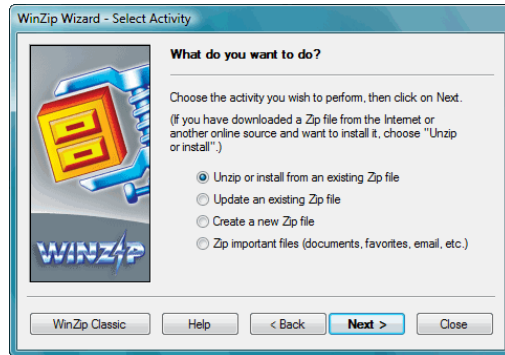 WinZip Wizard - Select Activity
What do you want to do?
Choose the activity you wish to perform, then click on Next.
(If you have downloaded a Zip file from the Internet or
another online source and want to install it, choose "Unzip
or install".)
Unzip or install from an existing Zip file
Update an existing Zip file
Create a new Zip file
Zip important files (documents, favorites, email, etc.)
WINZIP
WinZip Classic
Help
< Back
Next >
Close